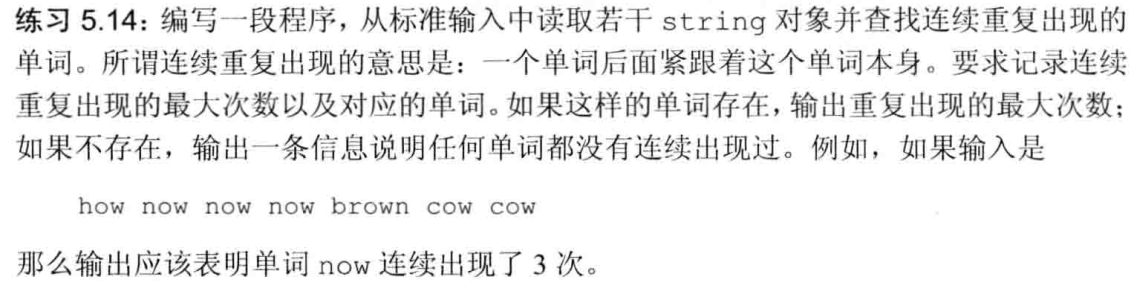 练习 5.14：编写一段程序，从标准输入中读取若干 string 对象并查找连续重复出现的
单词。所谓连续重复出现的意思是：一个单词后面紧跟着这个单词本身。要求记录连续
重复出现的最大次数以及对应的单词。如果这样的单词存在，输出重复出现的最大次数；
如果不存在，输出一条信息说明任何单词都没有连续出现过。例如，如果输入是
how now now now brown cow cow
那么输出应该表明单词 now 连续出现了 3 次。